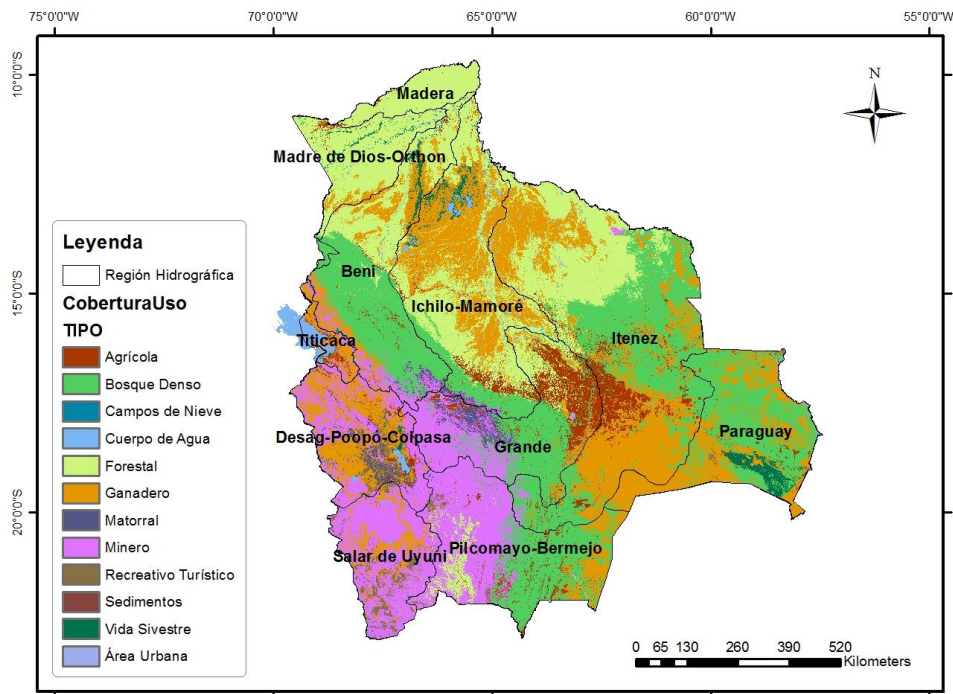 75°0'0"W 70°0'0"W 65°0'0"W 60°0'0"W 55°0'0"W
10°0'0"S
15°0'0"S
20°0'0"S
N
Madera
Madre de Dios-Orthon
Beni
Ichilo-Mamoré
Itenez
Titicaca
Desag-Poopó-Coipasa
Grande
Paraguay
Salar de Uyuni
Pilcomayo-Bermejo
Leyenda
Región Hidrográfica
CoberturaUso
TIPO
Agrícola
Bosque Denso
Campos de Nieve
Cuerpo de Agua
Forestal
Ganadero
Matorral
Minero
Recreativo Turístico
Sedimentos
Vida Sivestre
Área Urbana
0 65 130 260 390 520
Kilometers